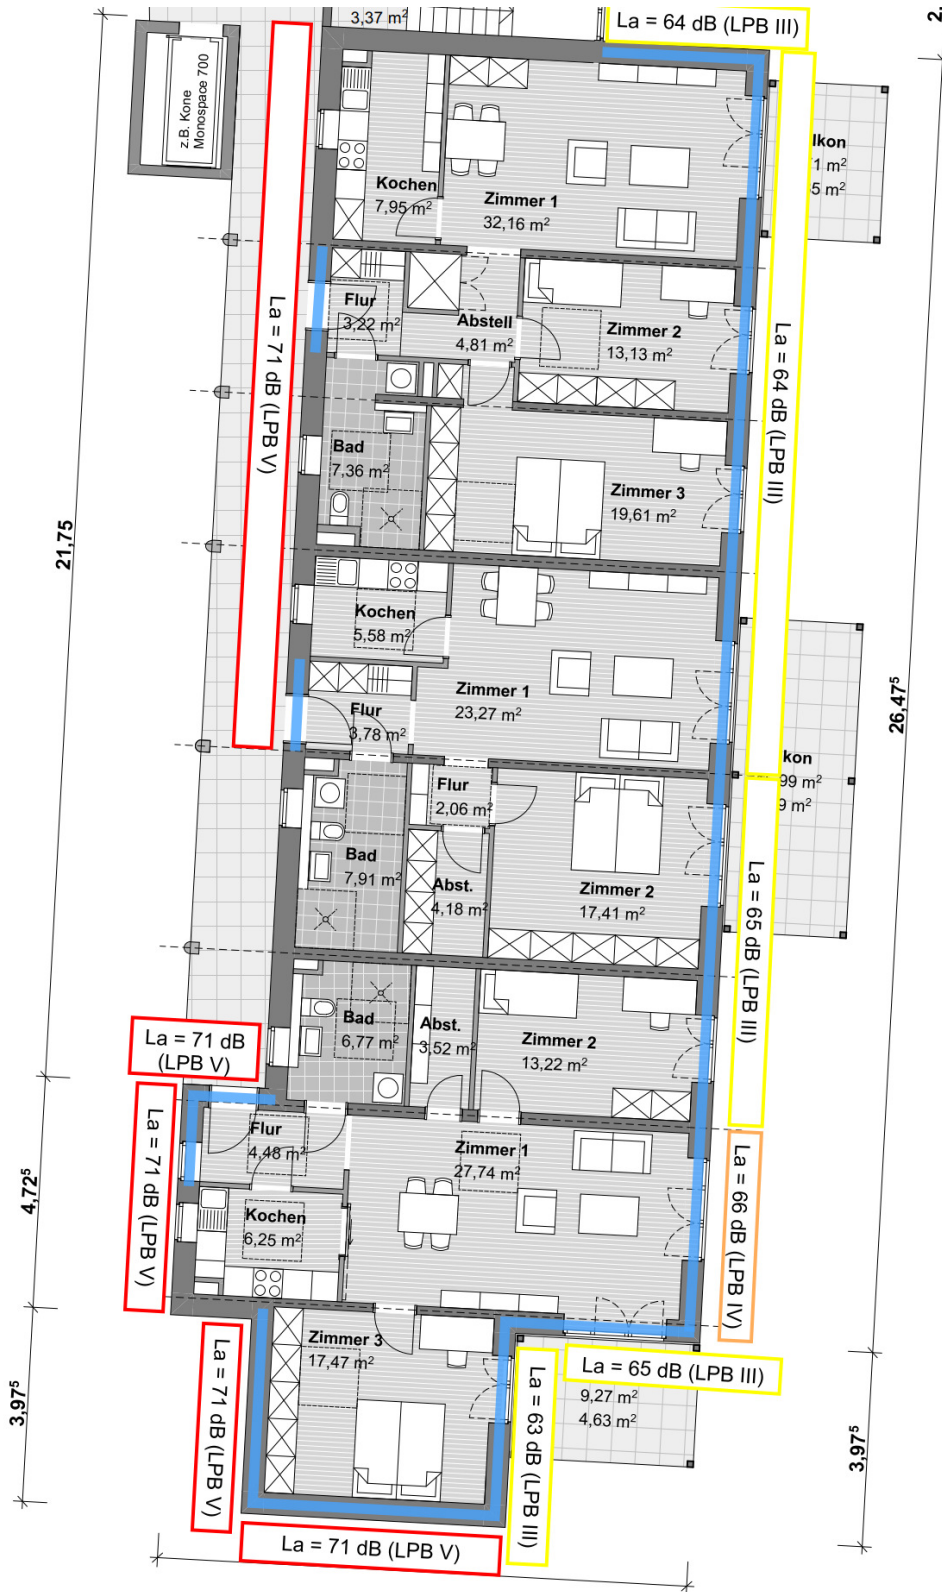 3,37 m²
La = 64 dB (LPB III)
2,
z.B. Kone
Monospace 700
lkon
1 m²
5 m²
Kochen
7,95 m²
Zimmer 1
32,16 m²
La = 71 dB (LPB V)
Flur
3,22 m²
Abstell
4,81 m²
Zimmer 2
13,13 m²
La = 64 dB (LPB III)
Bad
7,36 m²
Zimmer 3
19,61 m²
21,75
Kochen
5,58 m²
Zimmer 1
23,27 m²
Flur
3,78 m²
26,47⁵
kon
99 m²
9 m²
Flur
2,06 m²
Bad
7,91 m²
Abst.
4,18 m²
Zimmer 2
17,41 m²
La = 65 dB (LPB III)
La = 71 dB
(LPB V)
Bad
6,77 m²
Abst.
3,52 m²
Zimmer 2
13,22 m²
4,72⁵
La = 71 dB (LPB V)
Flur
4,48 m²
Zimmer 1
27,74 m²
La = 66 dB (LPB IV)
Kochen
6,25 m²
3,97⁵
La = 71 dB (LPB V)
Zimmer 3
17,47 m²
La = 63 dB (LPB III)
La = 65 dB (LPB III)
9,27 m²
4,63 m²
3,97⁵
La = 71 dB (LPB V)